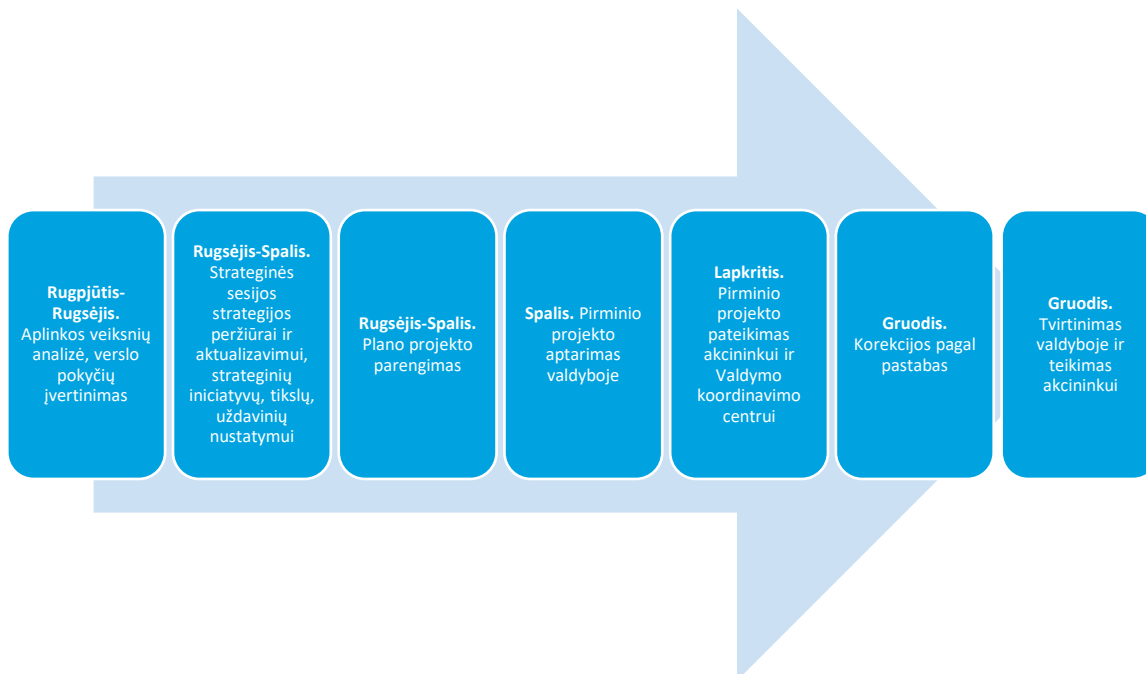 Rugpjūtis-
Rugsėjis.
Aplinkos veiksnių
analizė, verslo
pokyčių
įvertinimas
Rugsėjis-Spalis.
Strateginės
sesijos
strategijos
peržiūrai ir
aktualizavimui,
strateginių
iniciatyvų, tikslų,
uždavinių
nustatymui
Rugsėjis-Spalis.
Plano projekto
parengimas
Spalis. Pirminio
projekto
aptarimas
valdyboje
Lapkritis.
Pirminio
projekto
pateikimas
akcininkui ir
Valdymo
koordinavimo
centrui
Gruodis.
Korekcijos pagal
pastabas
Gruodis.
Tvirtinimas
valdyboje ir
teikimas
akcininkui